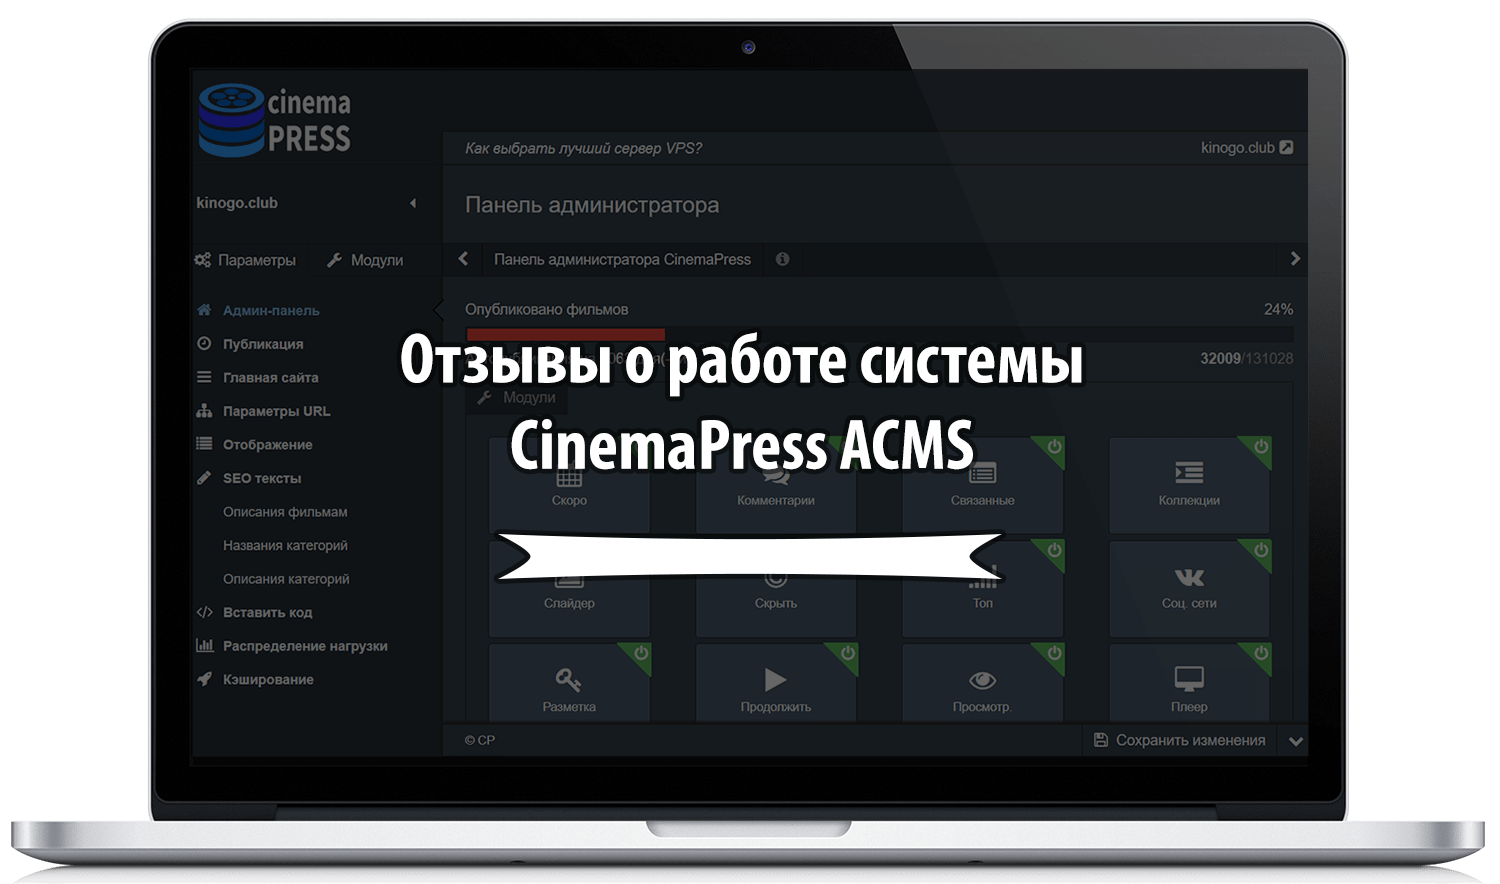 cinema
PRESS
Как выбрать лучший сервер VPS?
kinogo.club
kinogo.club
Панель администратора
Параметры
Модули
Панель администратора CinemaPress
Админ-панель
Публикация
Главная сайта
Параметры URL
Отображение
SEO тексты
Описания фильмам
Названия категорий
Описания категорий
Вставить код
Распределение нагрузки
Кэширование
Опубликовано фильмов
24%
32009/131028
Отзывы о работе системы
CinemaPress ACMS
Модули
Скоро
Комментарии
Связанные
Коллекции
Слайдер
Скрыть
Топ
Соц. сети
Разметка
Продолжить
Просмотр.
Плеер
© CP
Сохранить изменения